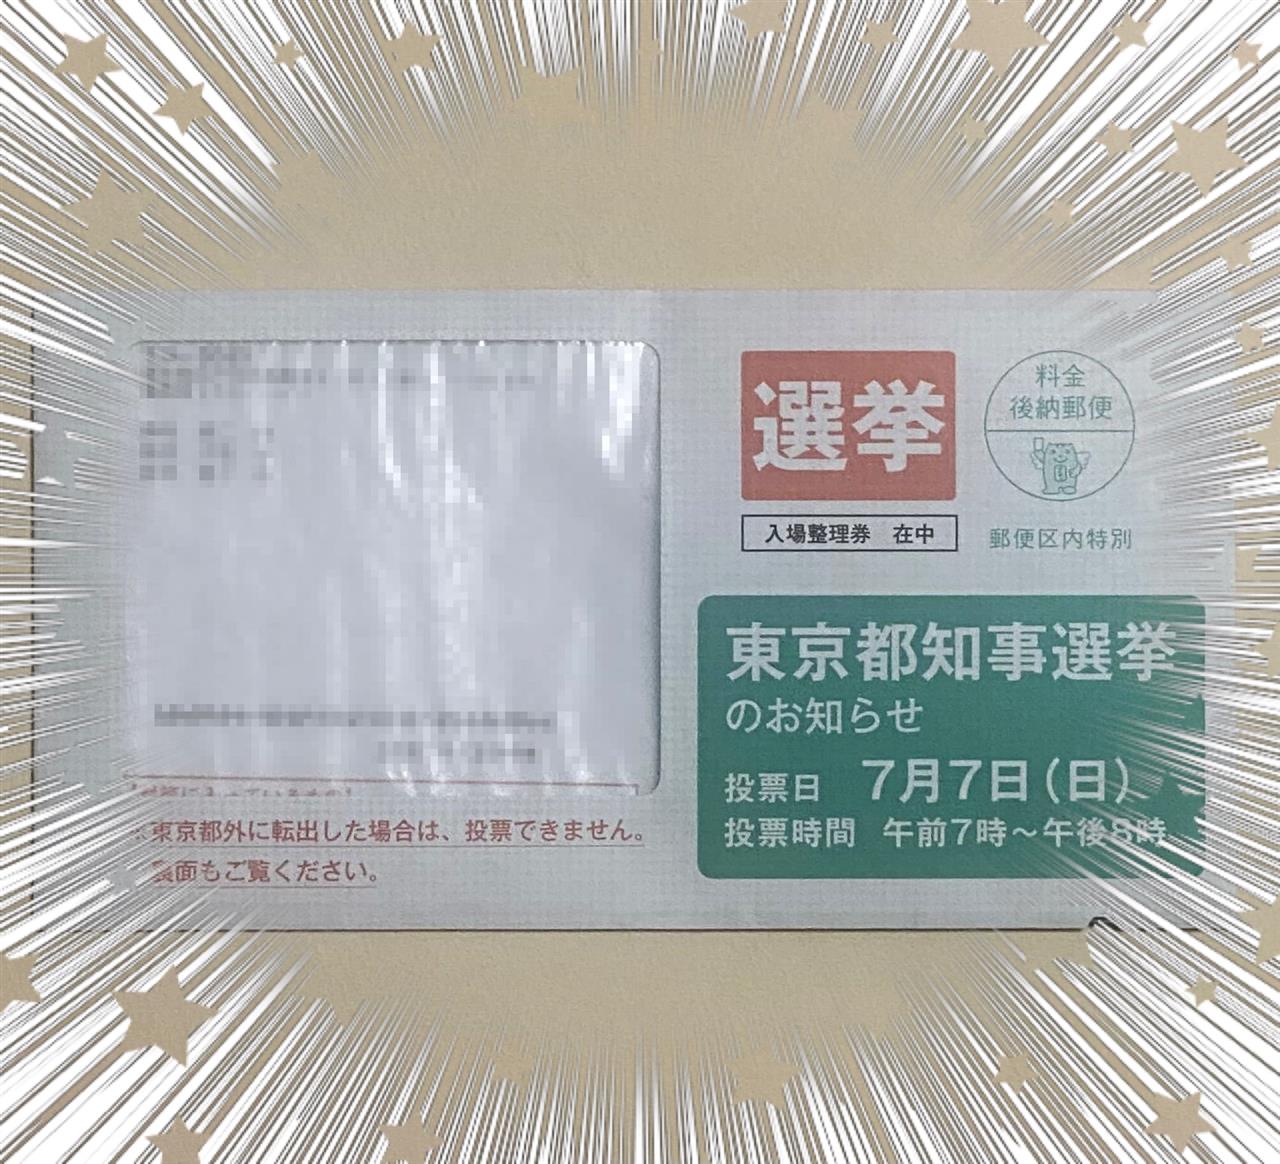 選挙
料金
後納郵便
入場整理券 在中
郵便区内特別
東京都知事選挙
のお知らせ
投票日 7月7日(日)
投票時間 午前7時～午後8時
※東京都外に転出した場合は、投票できません。
裏面もご覧ください。